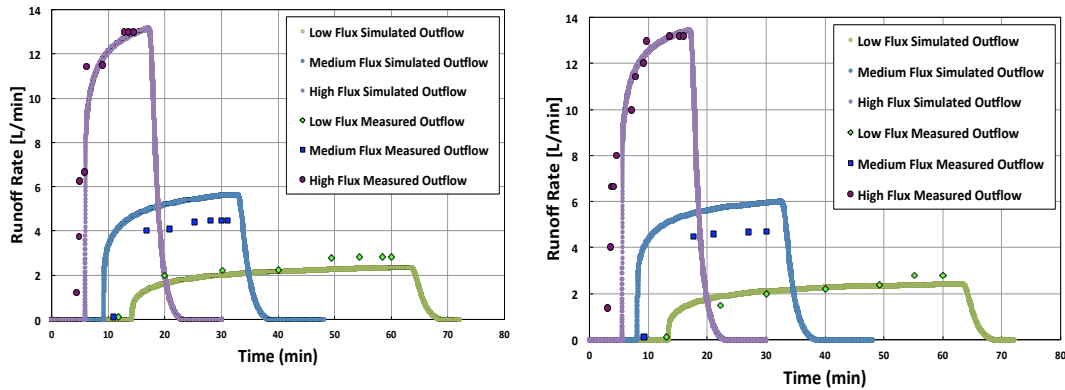 14
12
10
8
6
4
2
0
Runoff Rate [L/min]
0 10 20 30 40 50 60 70 80
Time (min)
Low Flux Simulated Outflow
Medium Flux Simulated Outflow
High Flux Simulated Outflow
Low Flux Measured Outflow
Medium Flux Measured Outflow
High Flux Measured Outflow
14
12
10
8
6
4
2
0
Runoff Rate [L/min]
0 10 20 30 40 50 60 70 80
Time (min)
Low Flux Simulated Outflow
Medium Flux Simulated Outflow
High Flux Simulated Outflow
Low Flux Measured Outflow
Medium Flux Measured Outflow
High Flux Measured Outflow